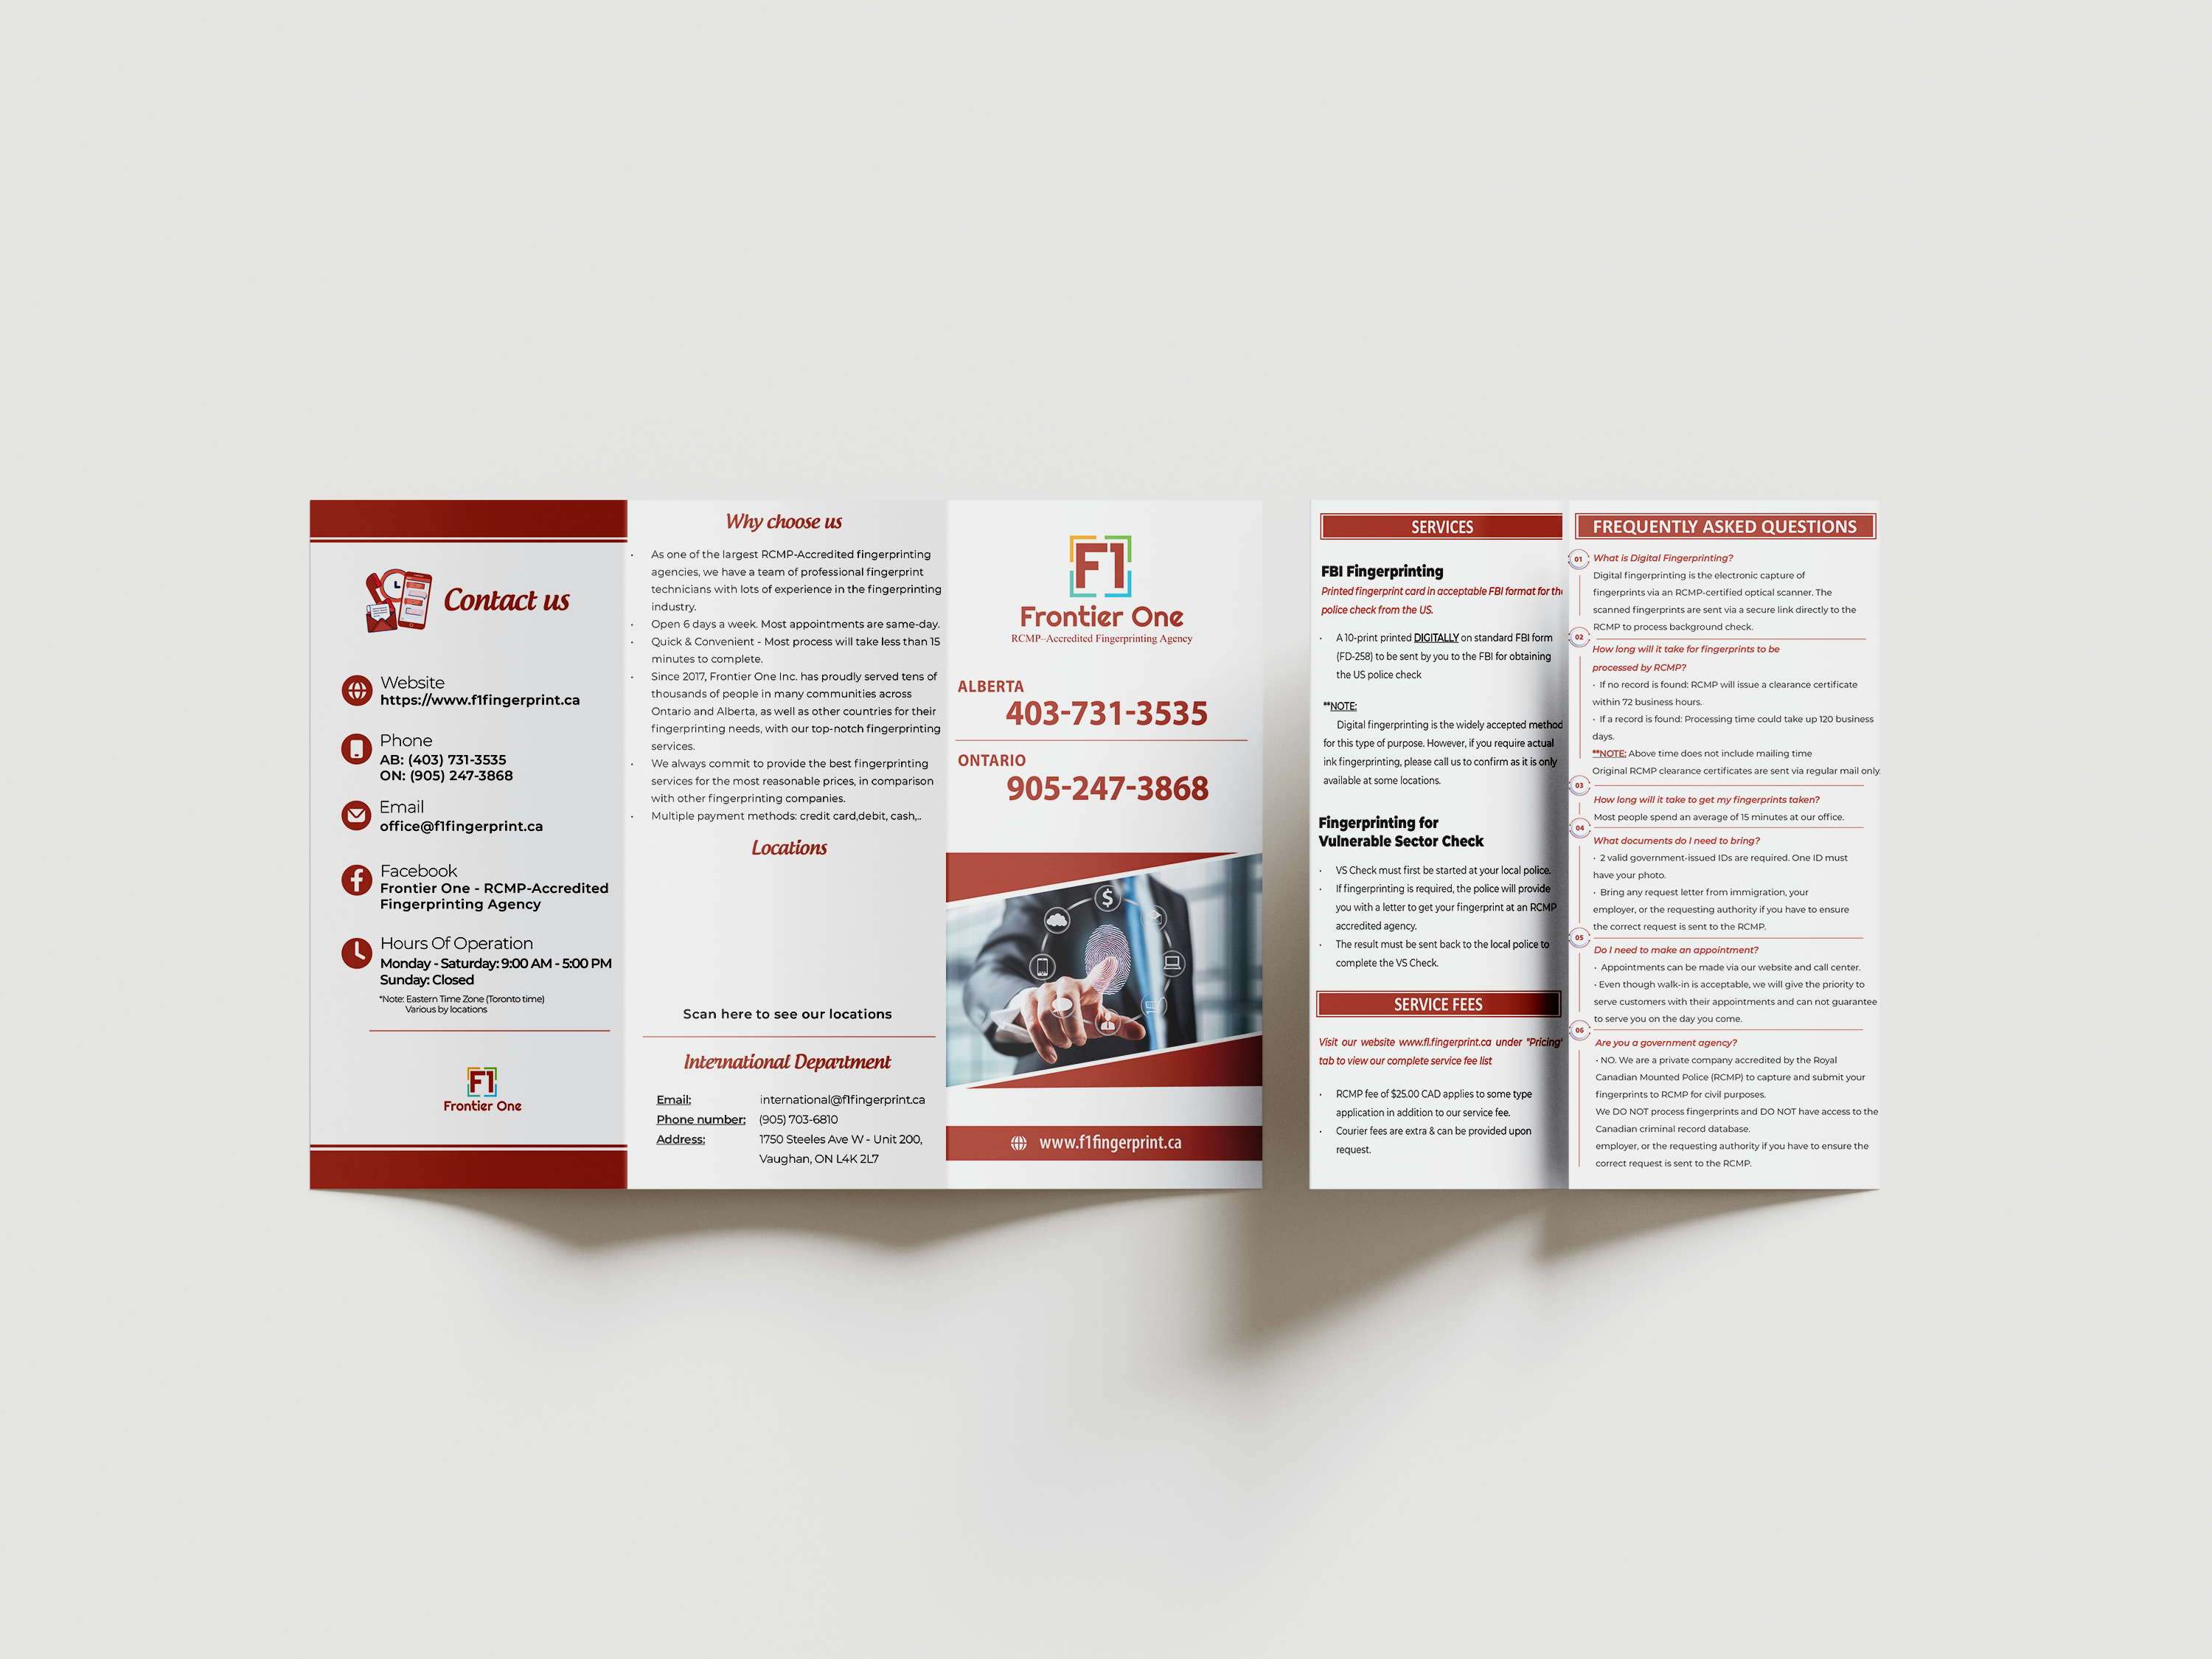 Contact us
Website
https://www.f1fingerprint.ca
Phone
AB: (403) 731-3535
ON: (905) 247-3868
Email
office@f1fingerprint.ca
Facebook
Frontier One - RCMP-Accredited
Fingerprinting Agency
Hours Of Operation
Monday - Saturday: 9:00 AM - 5:00 PM
Sunday: Closed
*Note: Eastern Time Zone (Toronto time)
Various by locations
F1
Frontier One
Why choose us
· As one of the largest RCMP-Accredited fingerprinting
agencies, we have a team of professional fingerprint
technicians with lots of experience in the fingerprinting
industry.
· Open 6 days a week. Most appointments are same-day.
· Quick & Convenient - Most process will take less than 15
minutes to complete.
· Since 2017, Frontier One Inc. has proudly served tens of
thousands of people in many communities across
Ontario and Alberta, as well as other countries for their
fingerprinting needs, with our top-notch fingerprinting
services.
· We always commit to provide the best fingerprinting
services for the most reasonable prices, in comparison
with other fingerprinting companies.
· Multiple payment methods: credit card,debit, cash,..
Locations
Scan here to see our locations
International Department
Email: international@f1fingerprint.ca
Phone number: (905) 703-6810
Address: 1750 Steeles Ave W - Unit 200,
Vaughan, ON L4K 2L7
F1
Frontier One
RCMP–Accredited Fingerprinting Agency
ALBERTA
403-731-3535
ONTARIO
905-247-3868
$
www.f1fingerprint.ca
SERVICES
FBI Fingerprinting
Printed fingerprint card in acceptable FBI format for the
police check from the US.
· A 10-print printed DIGITALLY on standard FBI form
(FD-258) to be sent by you to the FBI for obtaining
the US police check
**NOTE:
Digital fingerprinting is the widely accepted method
for this type of purpose. However, if you require actual
ink fingerprinting, please call us to confirm as it is only
available at some locations.
Fingerprinting for
Vulnerable Sector Check
· VS Check must first be started at your local police.
· If fingerprinting is required, the police will provide
you with a letter to get your fingerprint at an RCMP
accredited agency.
· The result must be sent back to the local police to
complete the VS Check.
SERVICE FEES
Visit our website www.f1.fingerprint.ca under "Pricing"
tab to view our complete service fee list
· RCMP fee of $25.00 CAD applies to some type
application in addition to our service fee.
· Courier fees are extra & can be provided upon
request.
FREQUENTLY ASKED QUESTIONS
01 What is Digital Fingerprinting?
Digital fingerprinting is the electronic capture of
fingerprints via an RCMP-certified optical scanner. The
scanned fingerprints are sent via a secure link directly to the
RCMP to process background check.
02
How long will it take for fingerprints to be
processed by RCMP?
· If no record is found: RCMP will issue a clearance certificate
within 72 business hours.
· If a record is found: Processing time could take up 120 business
days.
**NOTE: Above time does not include mailing time
Original RCMP clearance certificates are sent via regular mail only.
03
How long will it take to get my fingerprints taken?
Most people spend an average of 15 minutes at our office.
04
What documents do I need to bring?
· 2 valid government-issued IDs are required. One ID must
have your photo.
· Bring any request letter from immigration, your
employer, or the requesting authority if you have to ensure
the correct request is sent to the RCMP.
05
Do I need to make an appointment?
· Appointments can be made via our website and call center.
· Even though walk-in is acceptable, we will give the priority to
serve customers with their appointments and can not guarantee
to serve you on the day you come.
06
Are you a government agency?
· NO. We are a private company accredited by the Royal
Canadian Mounted Police (RCMP) to capture and submit your
fingerprints to RCMP for civil purposes.
We DO NOT process fingerprints and DO NOT have access to the
Canadian criminal record database.
employer, or the requesting authority if you have to ensure the
correct request is sent to the RCMP.